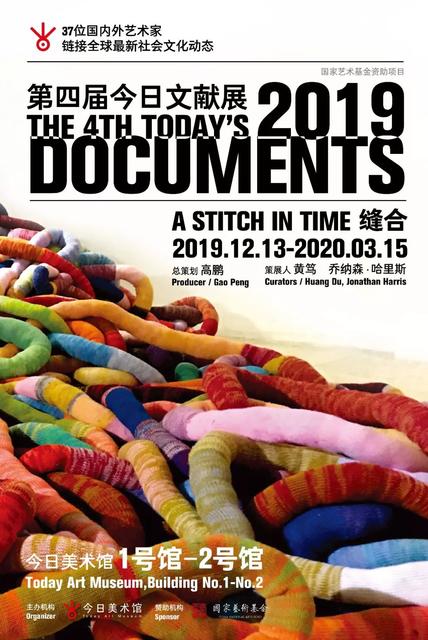 37位国内外艺术家
链接全球最新社会文化动态
国家艺术基金资助项目
第四届今日文献展 2019
THE 4TH TODAY'S
DOCUMENTS
A STITCH IN TIME 缝合
2019.12.13-2020.03.15
总策划 高鹏 策展人 黄笃 乔纳森·哈里斯
Producer / Gao Peng Curators / Huang Du, Jonathan Harris
今日美术馆 1号馆-2号馆
Today Art Museum,Building No.1-No.2
主办机构 今日美术馆 赞助机构 国家藝術基金
Organizer Today Art Museum Sponsor